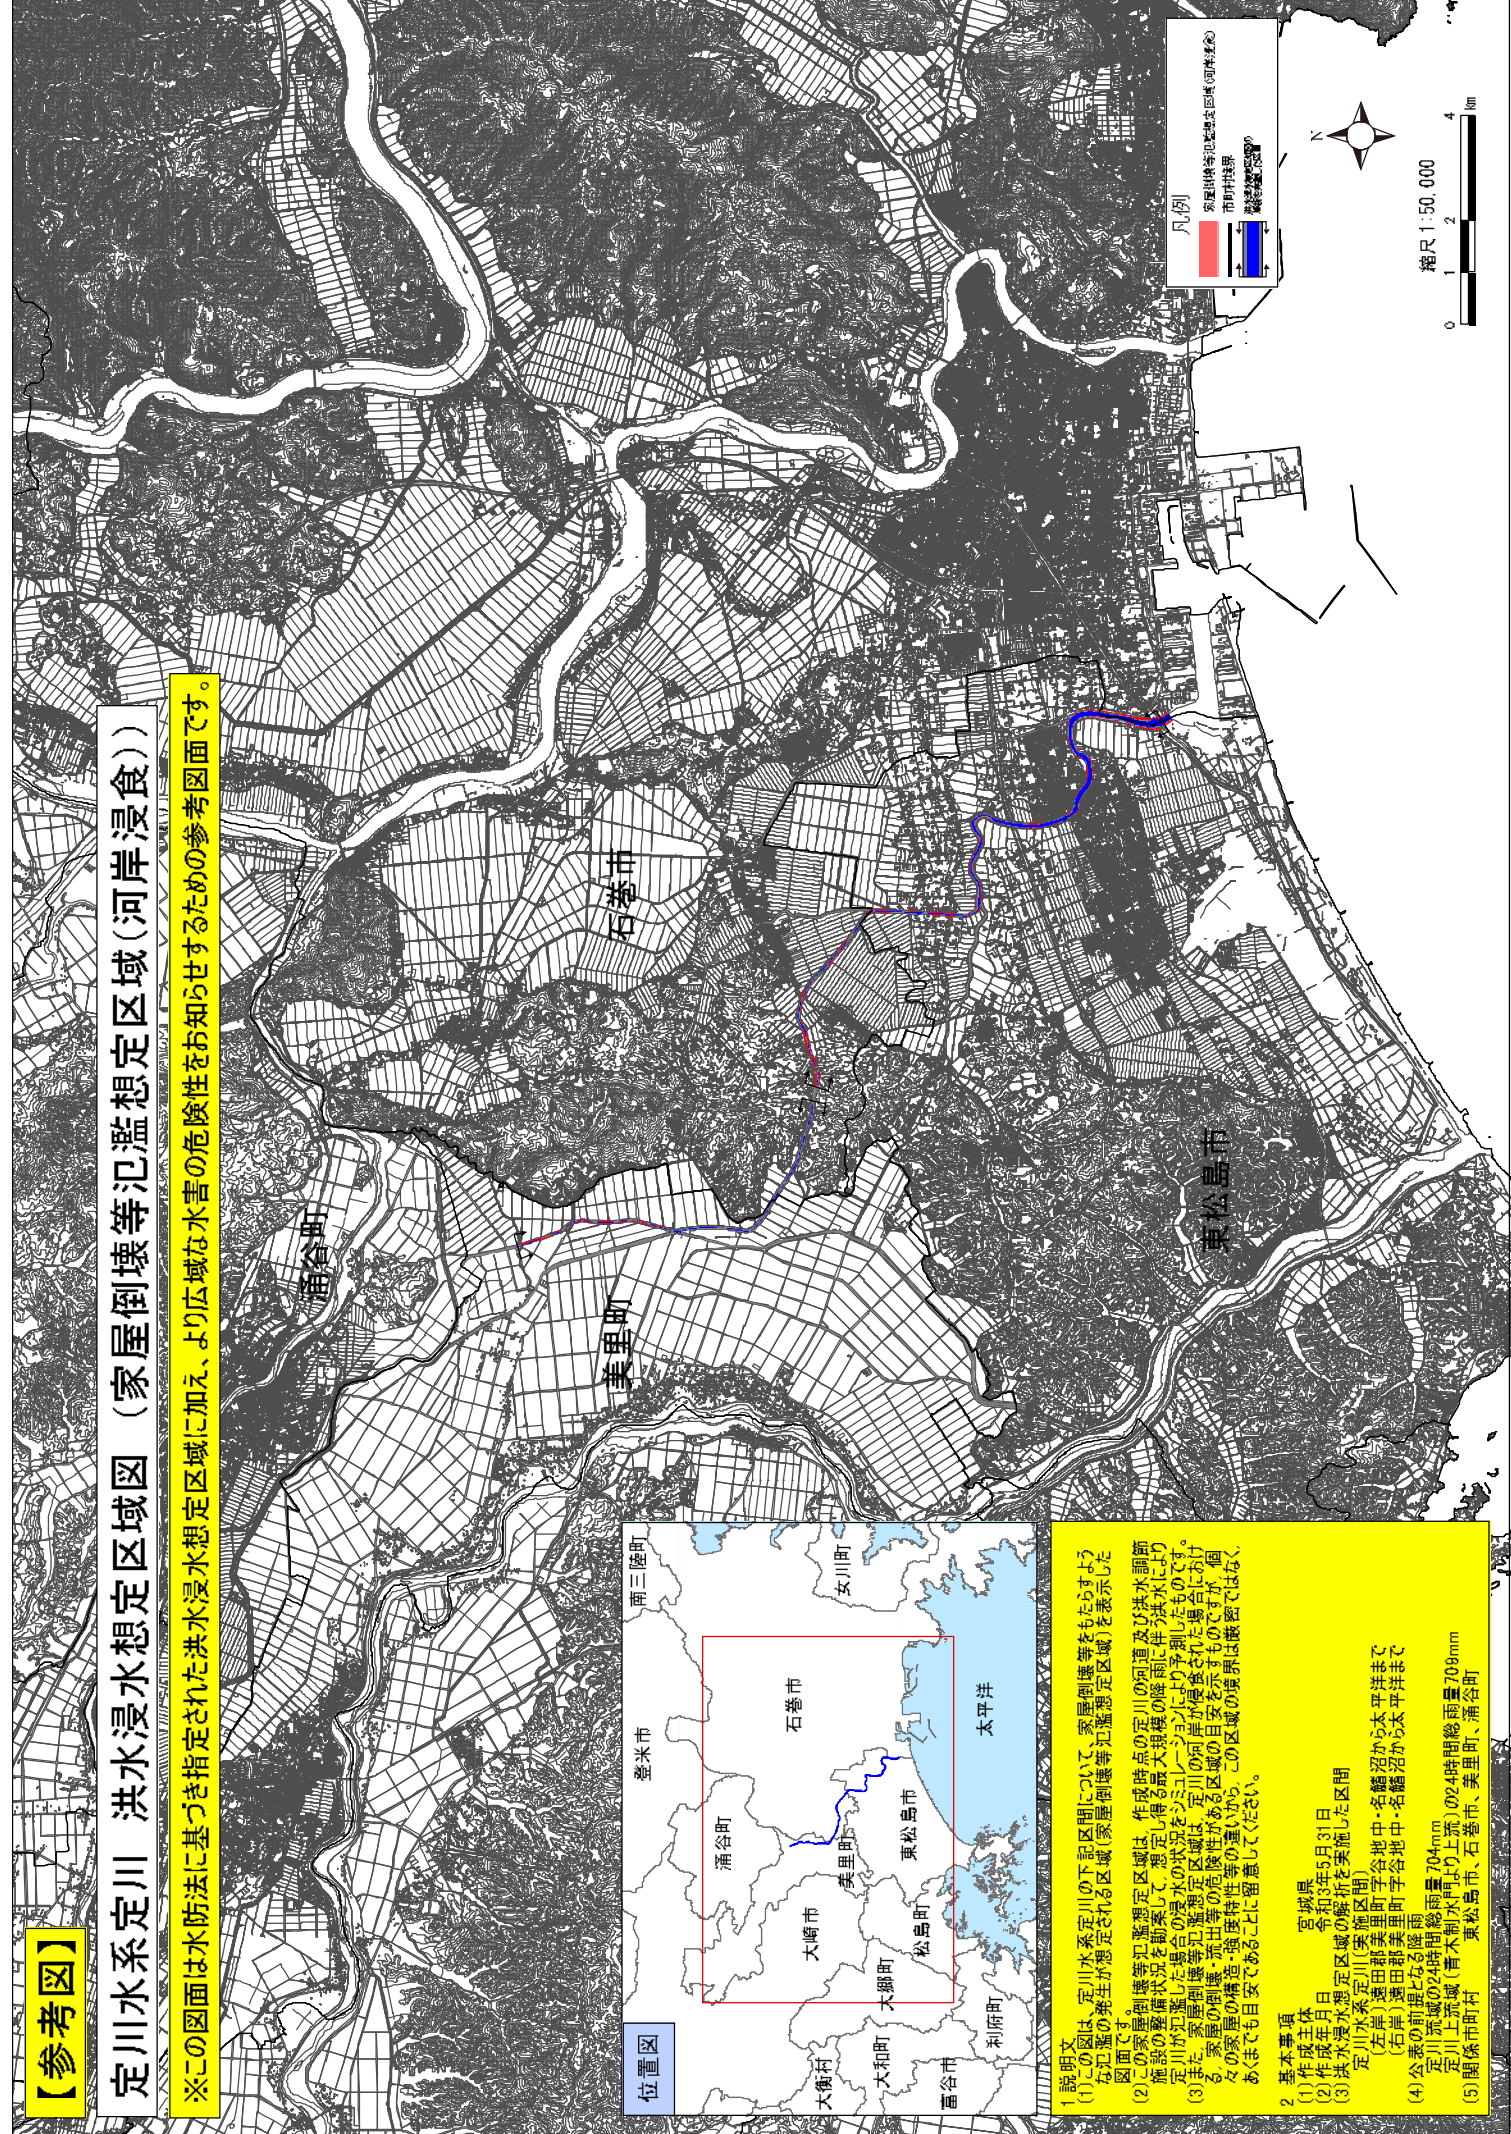 【参考図】
定川水系定川 洪水浸水想定区域図 (家屋倒壊等氾濫想定区域(河岸浸食))
※この図面は水防法に基づき指定された洪水浸水想定区域に加え、より広域な水害の危険性をお知らせするための参考図面です。
涌谷町
石巻市
美里町
東松島市
凡例
家屋倒壊等氾濫想定区域(河岸浸食)
市町村境界
N
縮尺 1:50,000
0 1 2 4 km
位置図
南三陸町
登米市
女川町
石巻市
涌谷町
太平洋
美里町
東松島市
大崎市
松島町
大郷町
大衡村
大和町
利府町
富谷市
1 説明文
(1)この図は、定川水系定川の下記区間について、家屋倒壊等をもたらすよう
な氾濫の発生が想定される区域(家屋倒壊等氾濫想定区域)を表示した
図面です。
(2)この家屋倒壊等氾濫想定区域は、作成時点の定川の河道及び洪水調節
施設の整備状況を勘案して、想定し得る最大規模の降雨に伴う洪水により
定川が氾濫した場合の浸水の状況をシミュレーションにより予測したものです。
(3)また、家屋倒壊等氾濫想定区域は、定川の河岸が侵食された場合におけ
る、家屋の倒壊・流出等の危険性がある区域の目安を示すものですが、個
々の家屋の構造・強度特性等の違いから、この区域の境界は厳密ではなく、
あくまでも目安であることに留意してください。
2 基本事項
(1)作成主体 宮城県
(2)作成年月日 令和3年5月31日
(3)洪水浸水想定区域の解析を実施した区間
定川水系定川(実施区間)
(左岸)遠田郡美里町字谷地中・名鰭沼から太平洋まで
(右岸)遠田郡美里町字谷地中・名鰭沼から太平洋まで
(4)公表の前提となる降雨
定川流域の24時間総雨量704mm
定川上流域(青木制水門より上流)の24時間総雨量709mm
(5)関係市町村 東松島市、石巻市、美里町、涌谷町